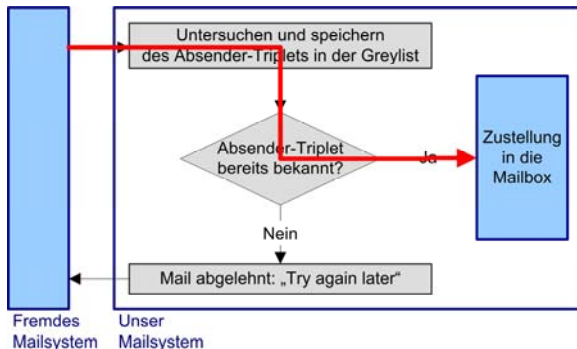 Untersuchen und speichern
des Absender-Triplets in der Greylist
Absender-Triplet
bereits bekannt?
Ja
Zustellung
in die
Mailbox
Nein
Mail abgelehnt: „Try again later“
Fremdes
Mailsystem
Unser
Mailsystem